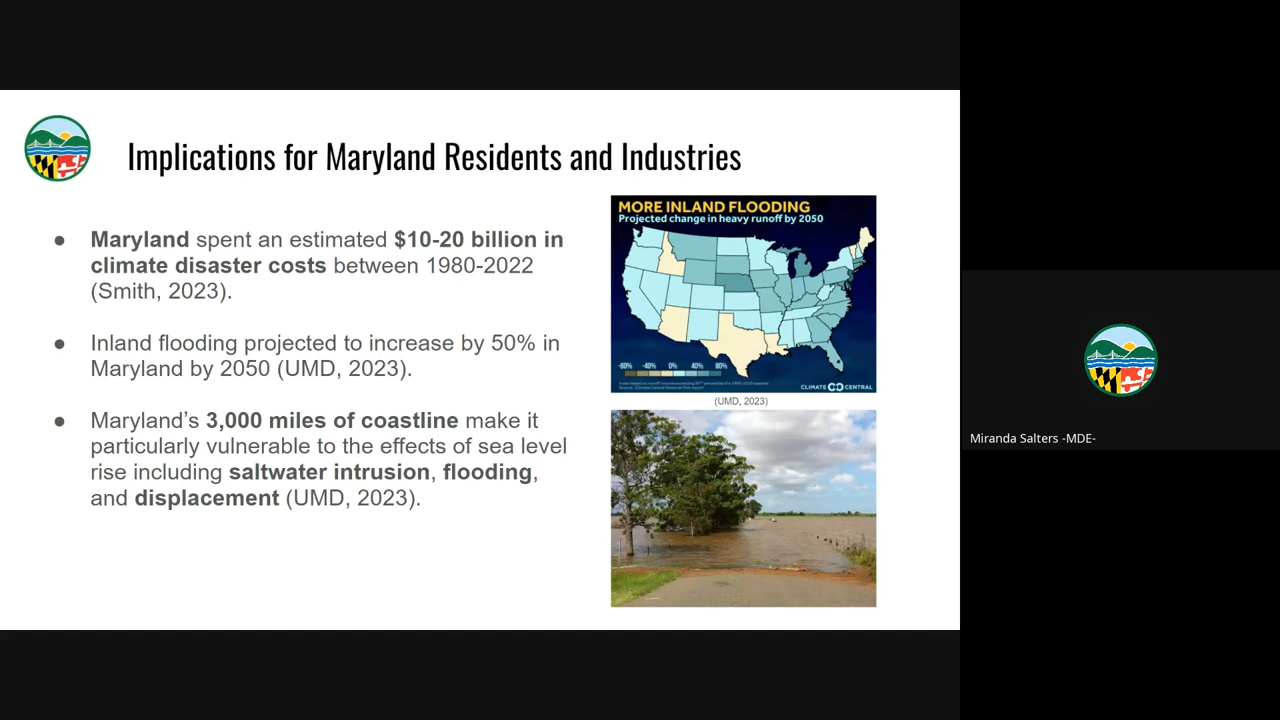 Implications for Maryland Residents and Industries
● Maryland spent an estimated $10-20 billion in
climate disaster costs between 1980-2022
(Smith, 2023).
● Inland flooding projected to increase by 50% in
Maryland by 2050 (UMD, 2023).
● Maryland’s 3,000 miles of coastline make it
particularly vulnerable to the effects of sea level
rise including saltwater intrusion, flooding,
and displacement (UMD, 2023).
MORE INLAND FLOODING
Projected change in heavy runoff by 2050
-80% -40% 0% 40% 80%
CLIMATE CENTRAL
(UMD, 2023)
Miranda Salters -MDE-